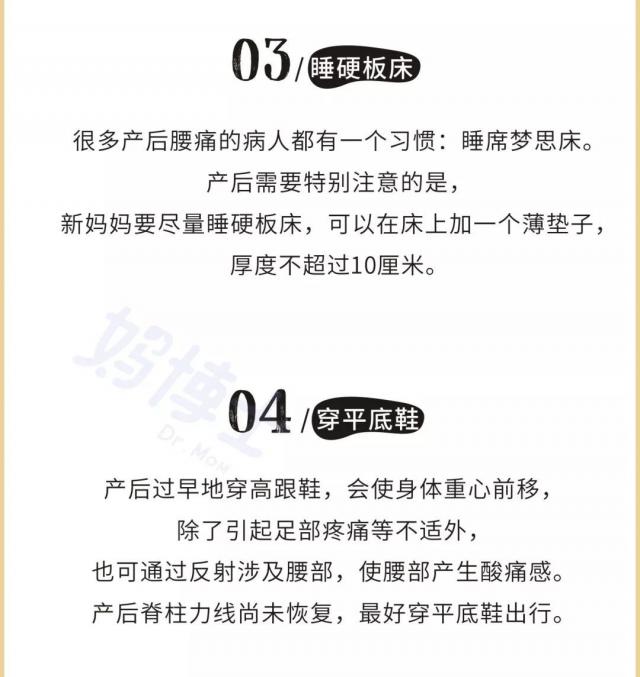 03/睡硬板床
很多产后腰痛的病人都有一个习惯：睡席梦思床。
产后需要特别注意的是，
新妈妈要尽量睡硬板床，可以在床上加一个薄垫子，
厚度不超过10厘米。
妈博士
Dr. Mom
04/穿平底鞋
产后过早地穿高跟鞋，会使身体重心前移，
除了引起足部疼痛等不适外，
也可通过反射涉及腰部，使腰部产生酸痛感。
产后脊柱力线尚未恢复，最好穿平底鞋出行。